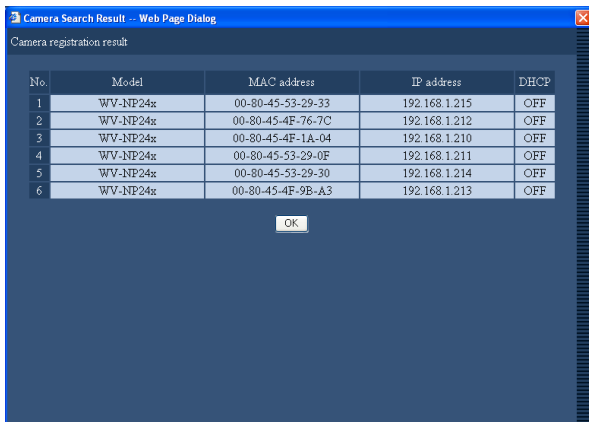 Camera Search Result -- Web Page Dialog
Camera registration result
No. Model MAC address IP address DHCP
1 WV-NP24x 00-80-45-53-29-33 192.168.1.215 OFF
2 WV-NP24x 00-80-45-4F-76-7C 192.168.1.212 OFF
3 WV-NP24x 00-80-45-4F-1A-04 192.168.1.210 OFF
4 WV-NP24x 00-80-45-53-29-0F 192.168.1.211 OFF
5 WV-NP24x 00-80-45-53-29-30 192.168.1.214 OFF
6 WV-NP24x 00-80-45-4F-9B-A3 192.168.1.213 OFF
OK